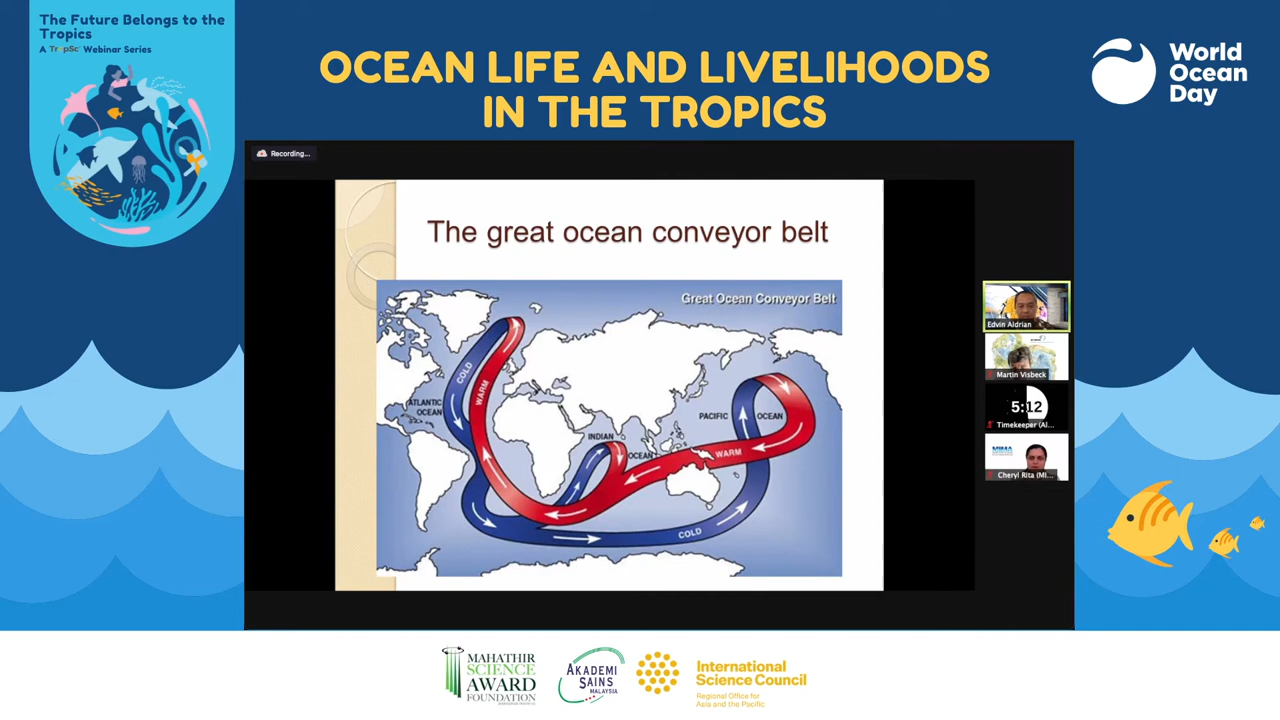 The Future Belongs to the
Tropics
A TropSc Webinar Series
OCEAN LIFE AND LIVELIHOODS
IN THE TROPICS
World
Ocean
Day
Recording...
The great ocean conveyor belt
Great Ocean Conveyor Belt
COLD
WARM
ATLANTIC
OCEAN
PACIFIC
OCEAN
INDIAN
OCEAN
WARM
COLD
Edvin Aldrian
Martin Visbeck
5:12
Timekeeper (Al...
MIMA
Cheryl Rita (MI...
MAHATHIR
SCIENCE
AWARD
FOUNDATION
AKADEMI
SAINS
MALAYSIA
International
Science Council
Regional Office for
Asia and the Pacific